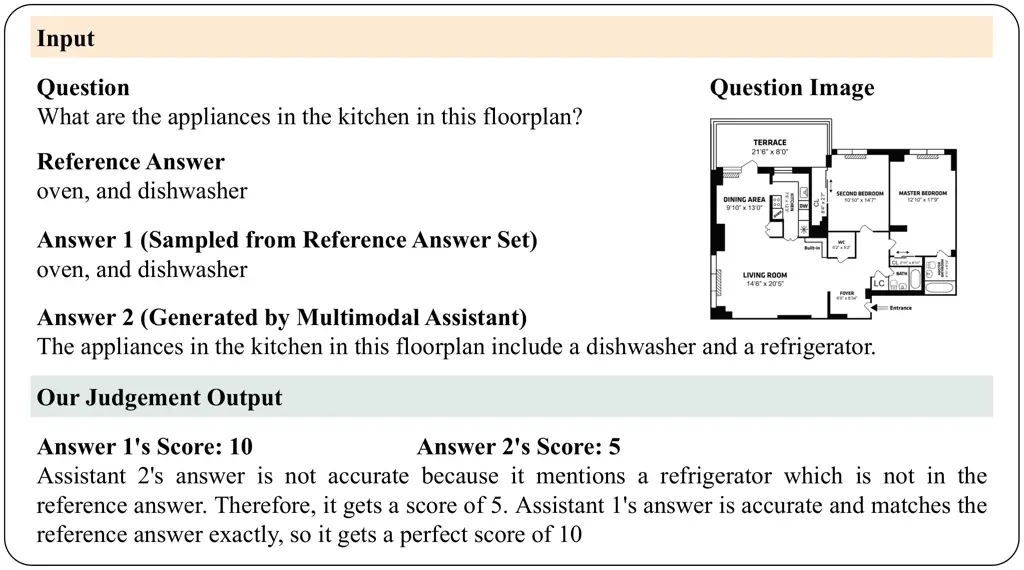 Input
Question
What are the appliances in the kitchen in this floorplan?
Reference Answer
oven, and dishwasher
Answer 1 (Sampled from Reference Answer Set)
oven, and dishwasher
Answer 2 (Generated by Multimodal Assistant)
The appliances in the kitchen in this floorplan include a dishwasher and a refrigerator.
Question Image
TERRACE
21'6" x 8'0"
DINING AREA
9'10" x 13'0"
KITCHEN
DW
CL
SECOND BEDROOM
10'10" x 14'7"
MASTER BEDROOM
12'10" x 17'9"
Built-in
WC
5'2" x 5'2"
LIVING ROOM
14'6" x 20'5"
CL
BATH
LC
FOYER
Entrance
Our Judgement Output
Answer 1's Score: 10 Answer 2's Score: 5
Assistant 2's answer is not accurate because it mentions a refrigerator which is not in the
reference answer. Therefore, it gets a score of 5. Assistant 1's answer is accurate and matches the
reference answer exactly, so it gets a perfect score of 10